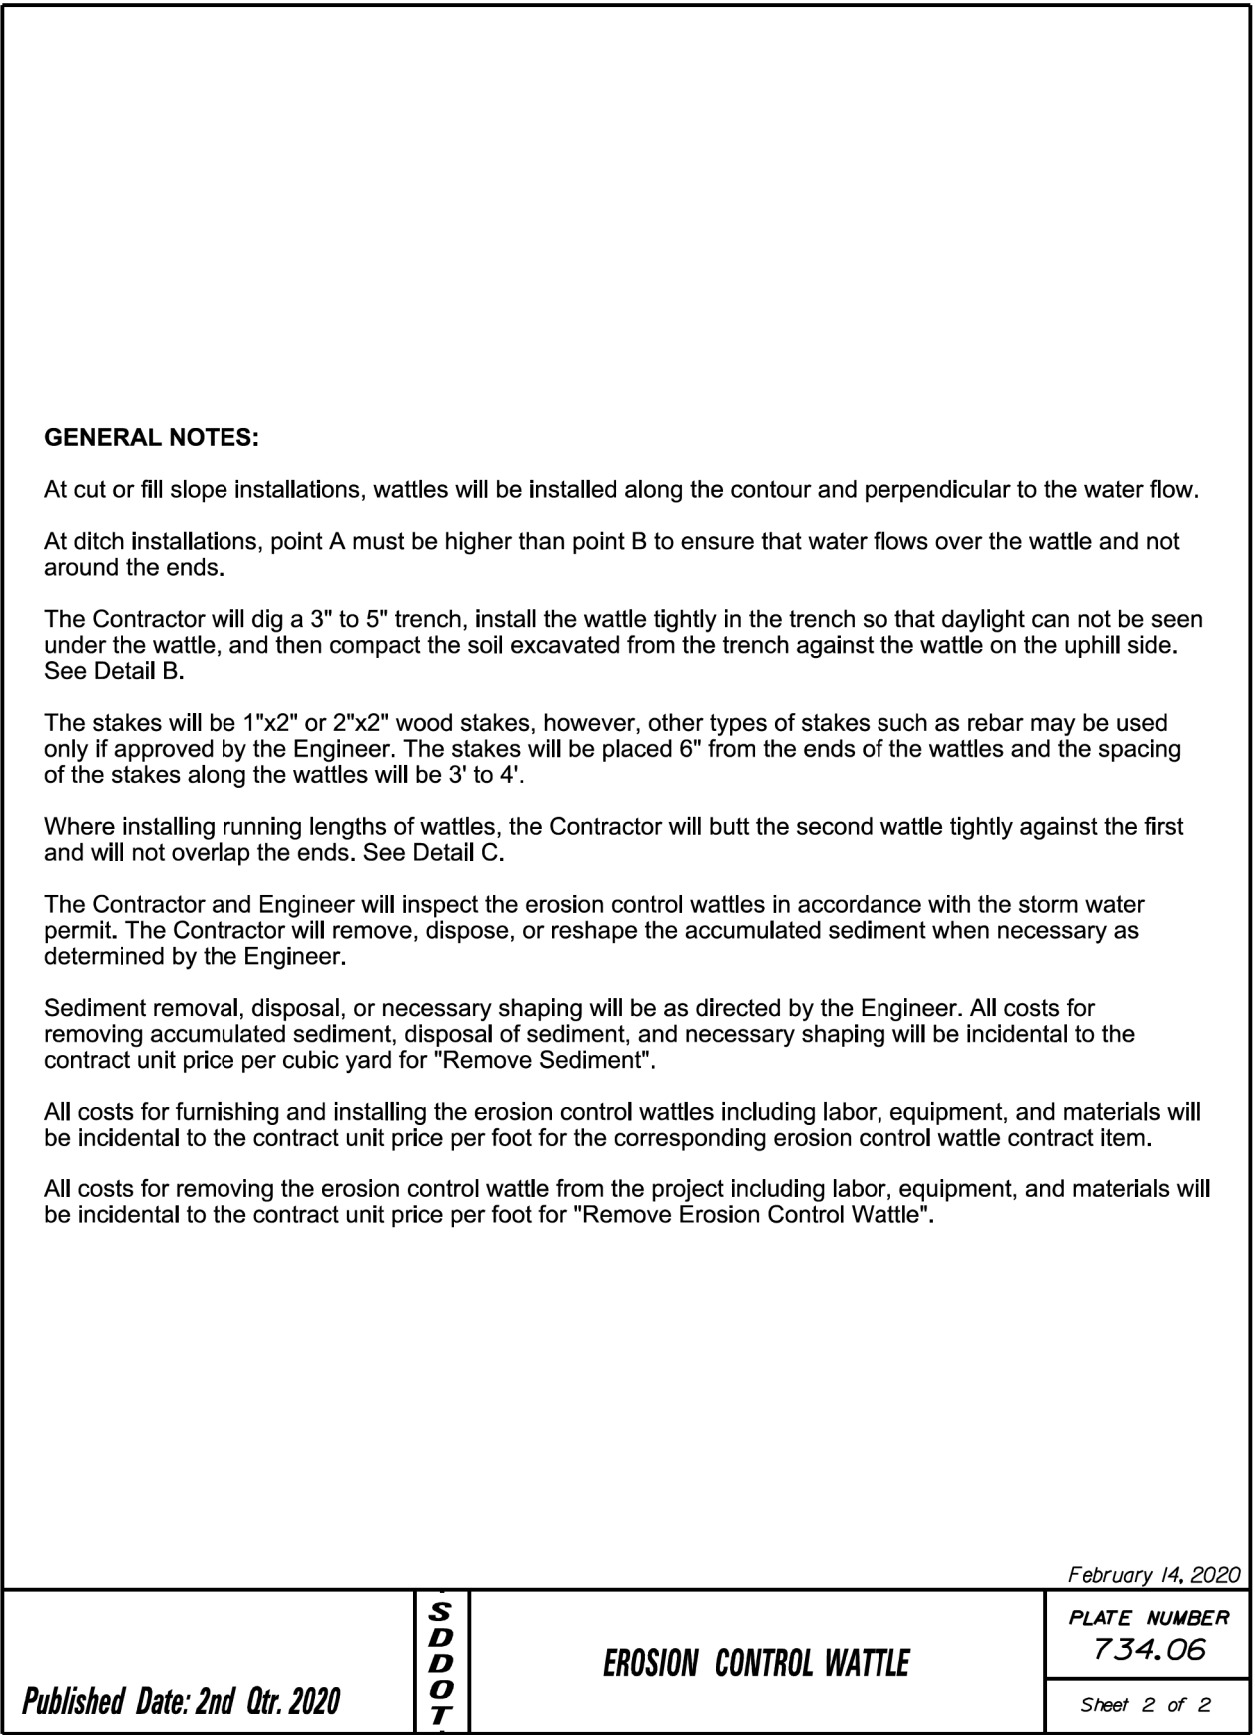 GENERAL NOTES:
At cut or fill slope installations, wattles will be installed along the contour and perpendicular to the water flow.
At ditch installations, point A must be higher than point B to ensure that water flows over the wattle and not
around the ends.
The Contractor will dig a 3" to 5" trench, install the wattle tightly in the trench so that daylight can not be seen
under the wattle, and then compact the soil excavated from the trench against the wattle on the uphill side.
See Detail B.
The stakes will be 1"x2" or 2"x2" wood stakes, however, other types of stakes such as rebar may be used
only if approved by the Engineer. The stakes will be placed 6" from the ends of the wattles and the spacing
of the stakes along the wattles will be 3' to 4'.
Where installing running lengths of wattles, the Contractor will butt the second wattle tightly against the first
and will not overlap the ends. See Detail C.
The Contractor and Engineer will inspect the erosion control wattles in accordance with the storm water
permit. The Contractor will remove, dispose, or reshape the accumulated sediment when necessary as
determined by the Engineer.
Sediment removal, disposal, or necessary shaping will be as directed by the Engineer. All costs for
removing accumulated sediment, disposal of sediment, and necessary shaping will be incidental to the
contract unit price per cubic yard for "Remove Sediment".
All costs for furnishing and installing the erosion control wattles including labor, equipment, and materials will
be incidental to the contract unit price per foot for the corresponding erosion control wattle contract item.
All costs for removing the erosion control wattle from the project including labor, equipment, and materials will
be incidental to the contract unit price per foot for "Remove Erosion Control Wattle".
February 14, 2020
Published Date: 2nd Qtr. 2020
S
D
D
O
T
EROSION CONTROL WATTLE
PLATE NUMBER
734.06
Sheet 2 of 2